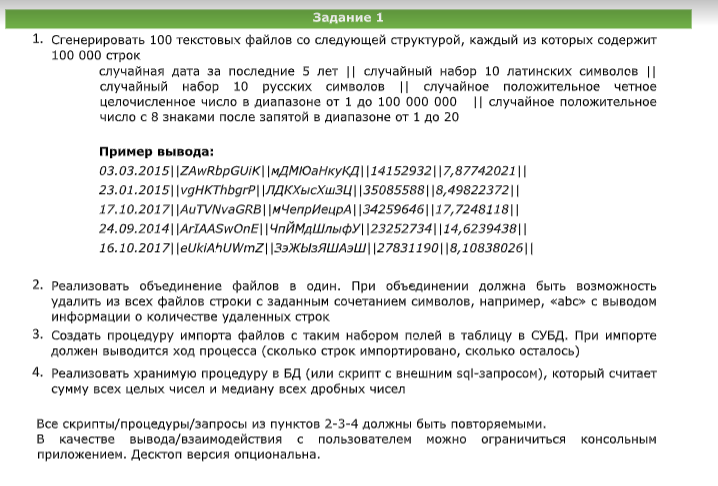 Задание 1
1. Сгенерировать 100 текстовых файлов со следующей структурой, каждый из которых содержит
100 000 строк
случайная дата за последние 5 лет || случайный набор 10 латинских символов ||
случайный набор 10 русских символов || случайное положительное четное
целочисленное число в диапазоне от 1 до 100 000 000 || случайное положительное
число с 8 знаками после запятой в диапазоне от 1 до 20
Пример вывода:
03.03.2015||ZAwRbpGUiK||мДМЮаНкуКД||14152932||7,87742021||
23.01.2015||vgHKThbgrP||ЛДКХысХшЗЦ||35085588||8,49822372||
17.10.2017||AuTVNvaGRB||мЧепрИецрА||34259646||17,7248118||
24.09.2014||ArIAASwOnE||ЧпЙМдШлыфУ||23252734||14,6239438||
16.10.2017||eUkiAhUWmZ||ЗэЖЫзЯШАэШ||27831190||8,10838026||
2. Реализовать объединение файлов в один. При объединении должна быть возможность
удалить из всех файлов строки с заданным сочетанием символов, например, «abc» с выводом
информации о количестве удаленных строк
3. Создать процедуру импорта файлов с таким набором полей в таблицу в СУБД. При импорте
должен выводится ход процесса (сколько строк импортировано, сколько осталось)
4. Реализовать хранимую процедуру в БД (или скрипт с внешним sql-запросом), который считает
сумму всех целых чисел и медиану всех дробных чисел
Все скрипты/процедуры/запросы из пунктов 2-3-4 должны быть повторяемыми.
В качестве вывода/взаимодействия с пользователем можно ограничиться консольным
приложением. Десктоп версия опциональна.